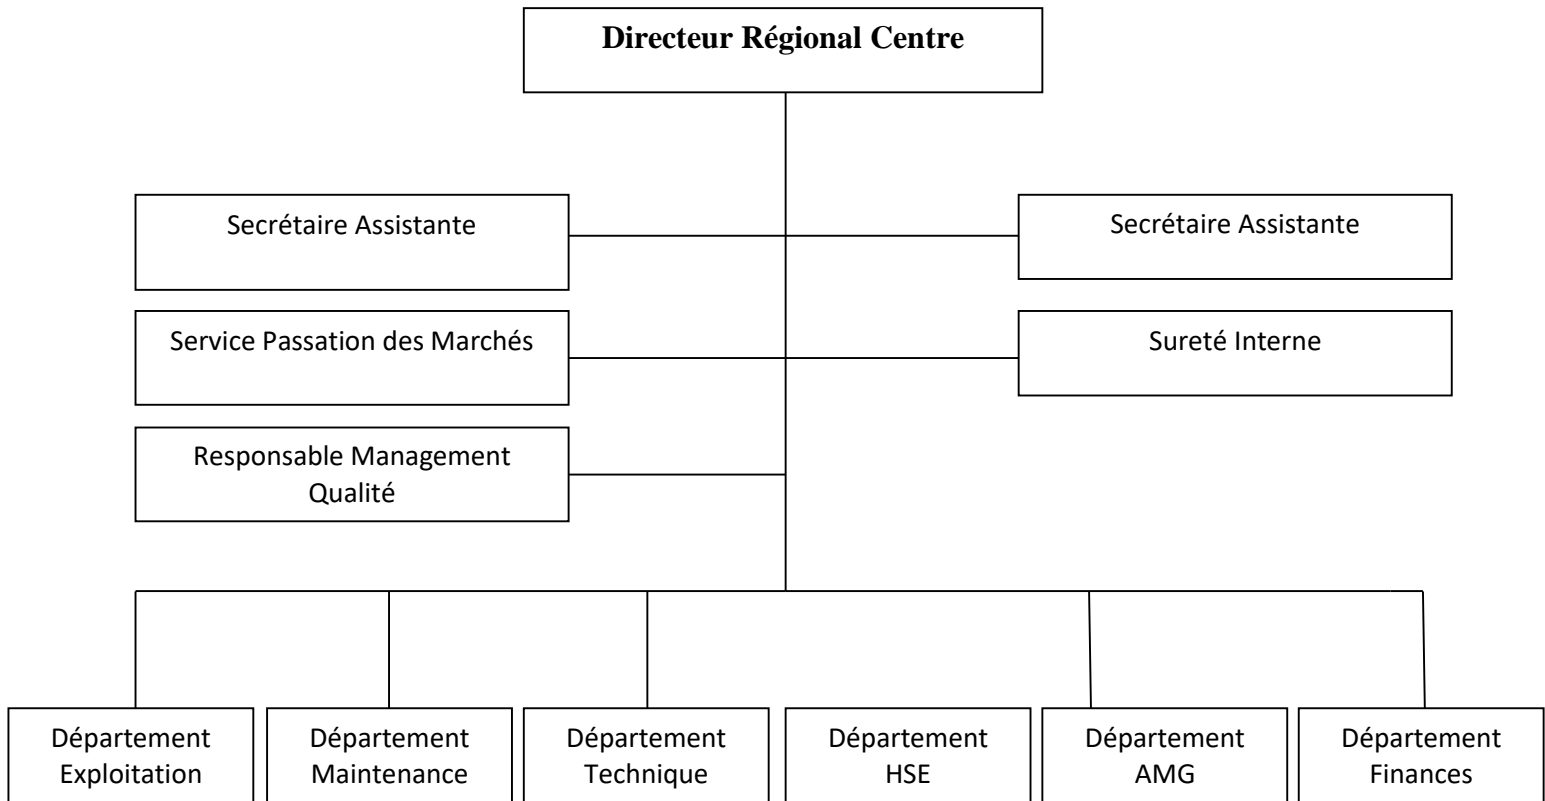 Directeur Régional Centre
Secrétaire Assistante
Secrétaire Assistante
Service Passation des Marchés
Sureté Interne
Responsable Management
Qualité
Département
Exploitation
Département
Maintenance
Département
Technique
Département
HSE
Département
AMG
Département
Finances